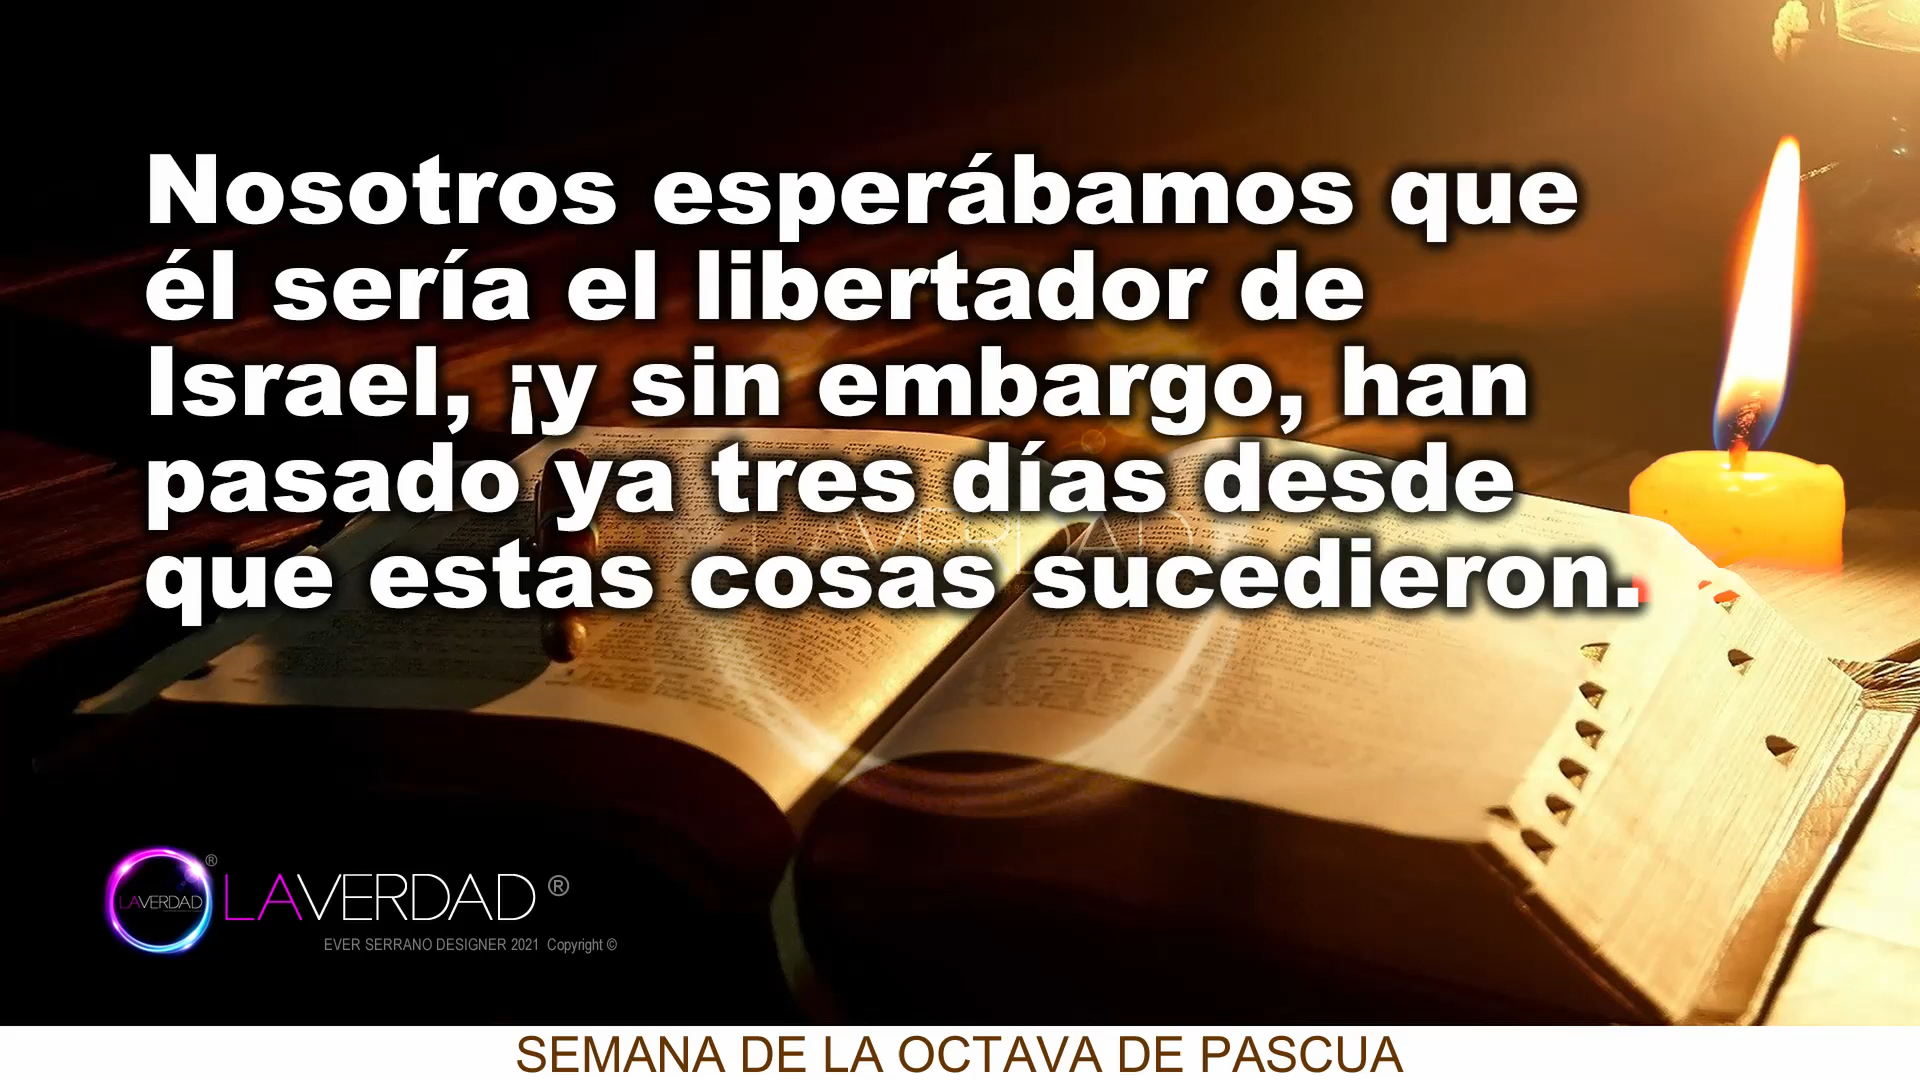 Nosotros esperábamos que
él sería el libertador de
Israel, ¡y sin embargo, han
pasado ya tres días desde
que estas cosas sucedieron.
LAVERDAD
LAVERDAD ®
®
LAVERDAD ®
EVER SERRANO DESIGNER 2021 Copyright ©
SEMANA DE LA OCTAVA DE PASCUA